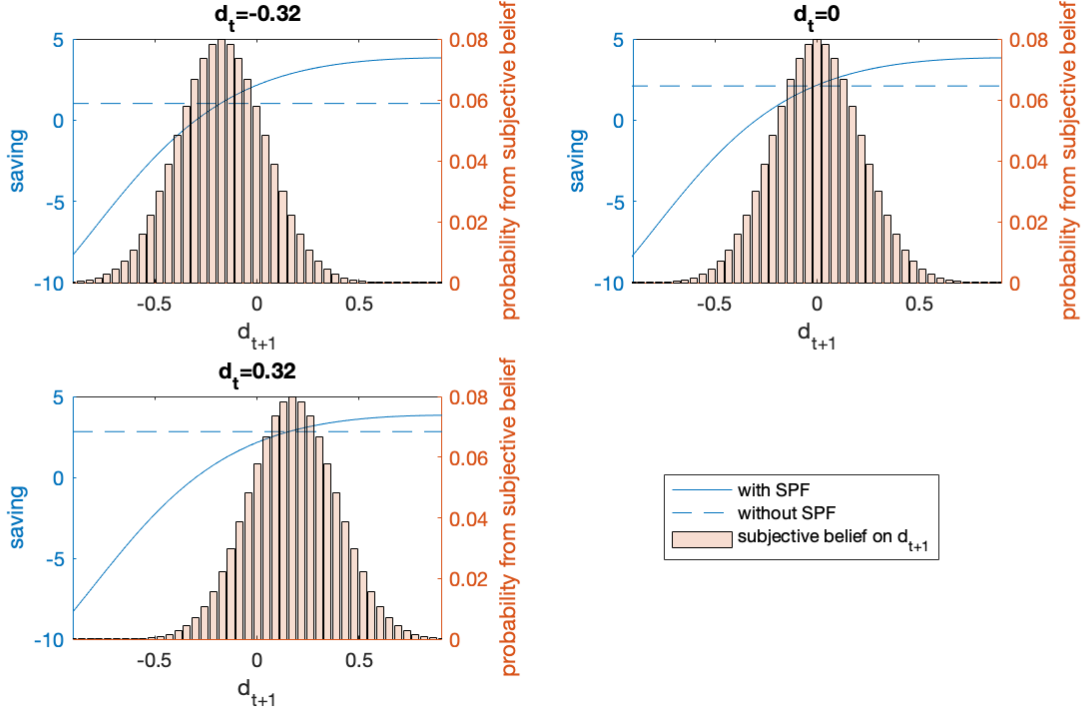 d_t=-0.32
5
0
-5
-10
saving
0.08
0.06
0.04
0.02
0
probability from subjective belief
-0.5 0 0.5
d_{t+1}
d_t=0
5
0
-5
-10
saving
0.08
0.06
0.04
0.02
0
probability from subjective belief
-0.5 0 0.5
d_{t+1}
d_t=0.32
5
0
-5
-10
saving
0.08
0.06
0.04
0.02
0
probability from subjective belief
-0.5 0 0.5
d_{t+1}
with SPF
without SPF
subjective belief on d_{t+1}